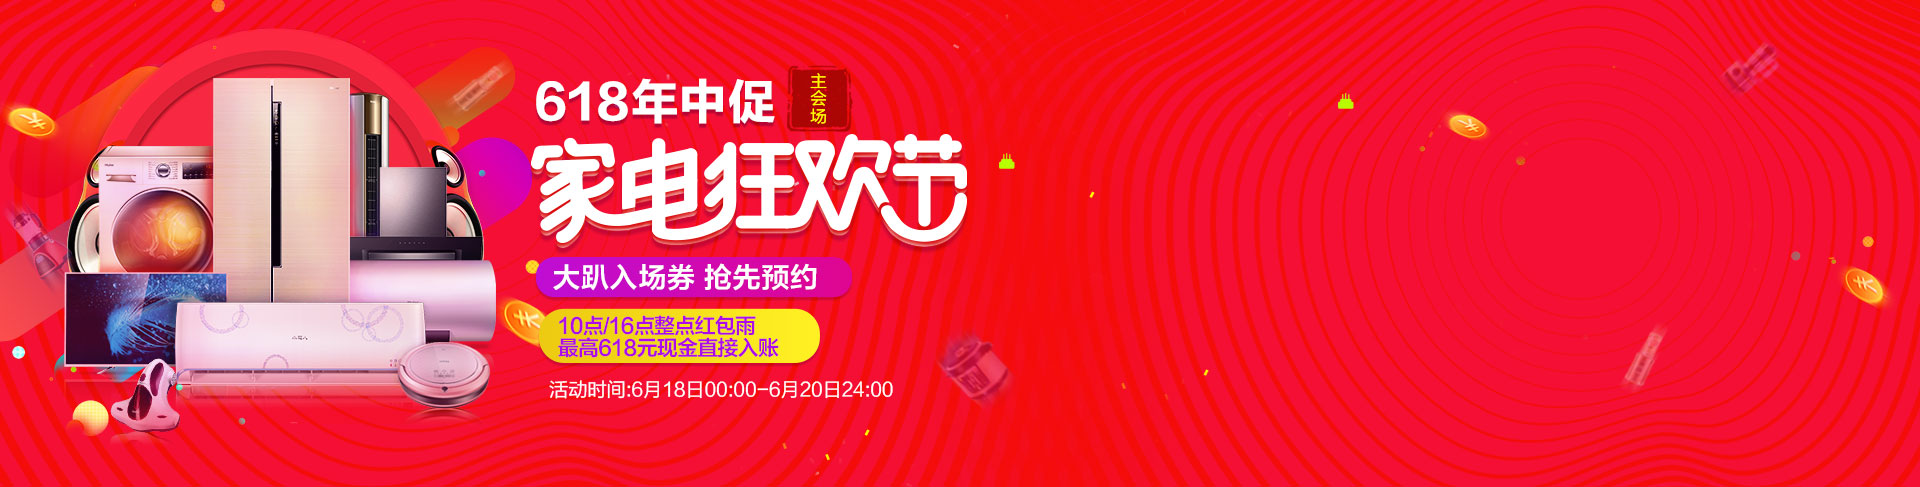 618年中促
主会场
家电狂欢节
大趴入场券 抢先预约
10点/16点整点红包雨
最高618元现金直接入账
活动时间:6月18日00:00-6月20日24:00